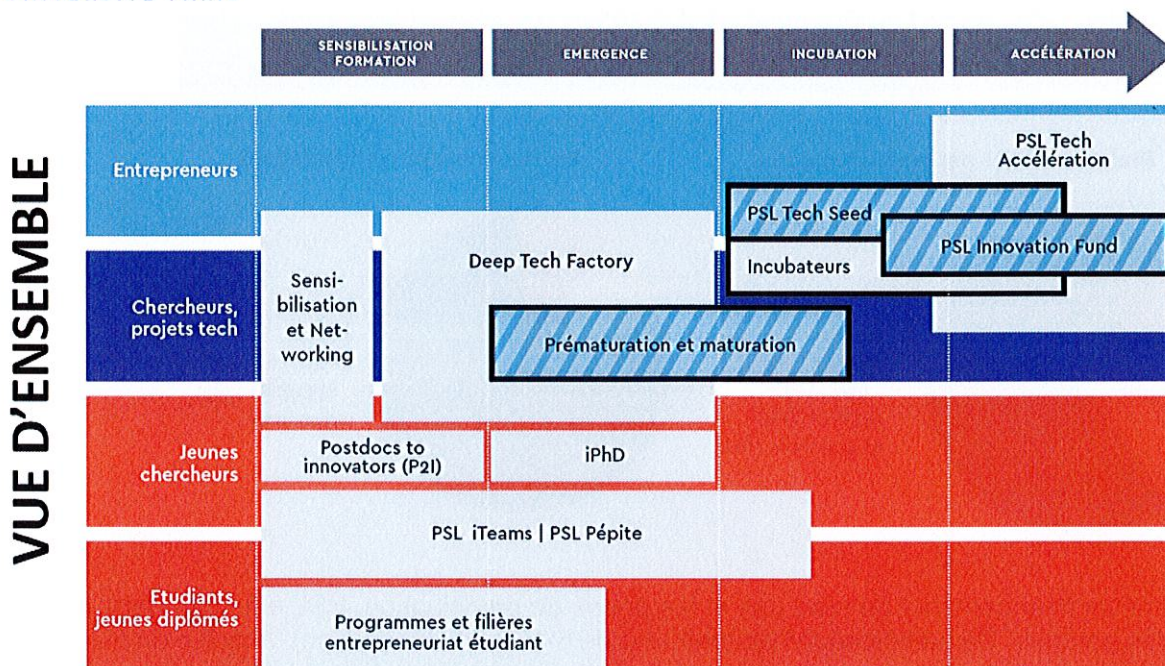 SENSIBILISATION
FORMATION
EMERGENCE
INCUBATION
ACCÉLÉRATION
VUE D'ENSEMBLE
Entrepreneurs
PSL Tech
Accélération
PSL Tech Seed
PSL Innovation Fund
Incubateurs
Chercheurs,
projets tech
Sensi-
bilisation
et Net-
working
Deep Tech Factory
Prématuration et maturation
Jeunes
chercheurs
Postdocs to
innovators (P2I)
iPhD
PSL iTeams | PSL Pépite
Etudiants,
jeunes diplômés
Programmes et filières
entrepreneuriat étudiant